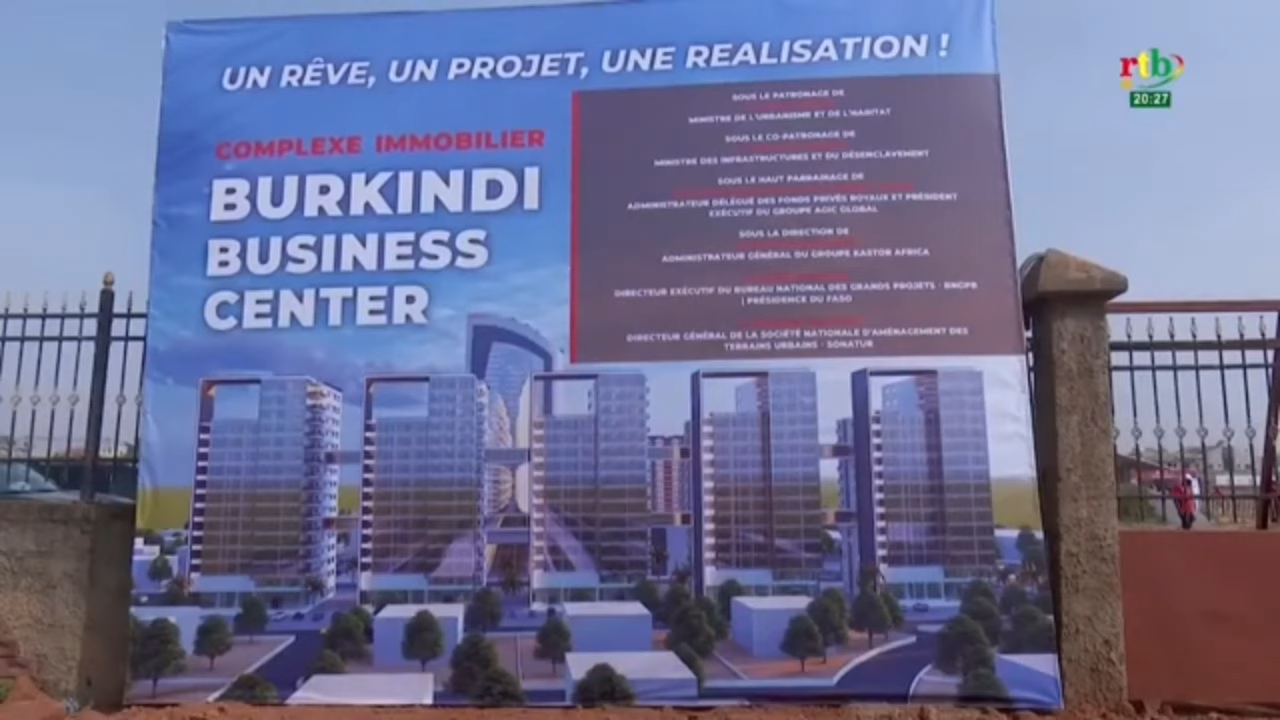 UN RÊVE, UN PROJET, UNE REALISATION !
rtb
20:27
COMPLEXE IMMOBILIER
BURKINDI
BUSINESS
CENTER
SOUS LE PATRONAGE DE
MINISTRE DE L'URBANISME ET DE L'HABITAT
SOUS LE CO-PATRONAGE DE
MINISTRE DES INFRASTRUCTURES ET DU DÉSENCLAVEMENT
SOUS LE HAUT PARRAINAGE DE
ADMINISTRATEUR DÉLÉGUÉ DES FONDS PRIVÉS ROYAUX ET PRÉSIDENT
EXÉCUTIF DU GROUPE AGIC GLOBAL
SOUS LA DIRECTION DE
ADMINISTRATEUR GÉNÉRAL DU GROUPE KASTOR AFRICA
DIRECTEUR EXÉCUTIF DU BUREAU NATIONAL DES GRANDS PROJETS - BNGPB
| PRÉSIDENCE DU FASO
DIRECTEUR GÉNÉRAL DE LA SOCIÉTÉ NATIONALE D'AMÉNAGEMENT DES
TERRAINS URBAINS - SONATUR